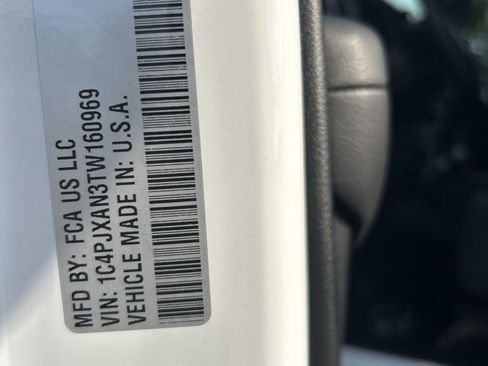 MFD BY: FCA US LLC
VIN: 1C4PJXAN3TW160969
VEHICLE MADE IN: U.S.A.